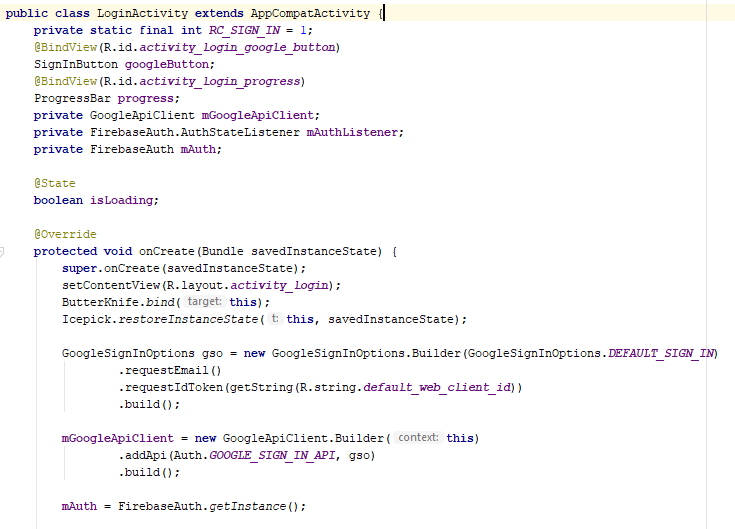 public class LoginActivity extends AppCompatActivity {
private static final int RC_SIGN_IN = 1;
@BindView(R.id.activity_login_google_button)
SignInButton googleButton;
@BindView(R.id.activity_login_progress)
ProgressBar progress;
private GoogleApiClient mGoogleApiClient;
private FirebaseAuth.AuthStateListener mAuthListener;
private FirebaseAuth mAuth;
@State
boolean isLoading;
@Override
protected void onCreate(Bundle savedInstanceState) {
super.onCreate(savedInstanceState);
setContentView(R.layout.activity_login);
ButterKnife.bind( target: this);
Icepick.restoreInstanceState( t: this, savedInstanceState);
GoogleSignInOptions gso = new GoogleSignInOptions.Builder(GoogleSignInOptions.DEFAULT_SIGN_IN)
.requestEmail()
.requestIdToken(getString(R.string.default_web_client_id))
.build();
mGoogleApiClient = new GoogleApiClient.Builder( context: this)
.addApi(Auth.GOOGLE_SIGN_IN_API, gso)
.build();
mAuth = FirebaseAuth.getInstance();